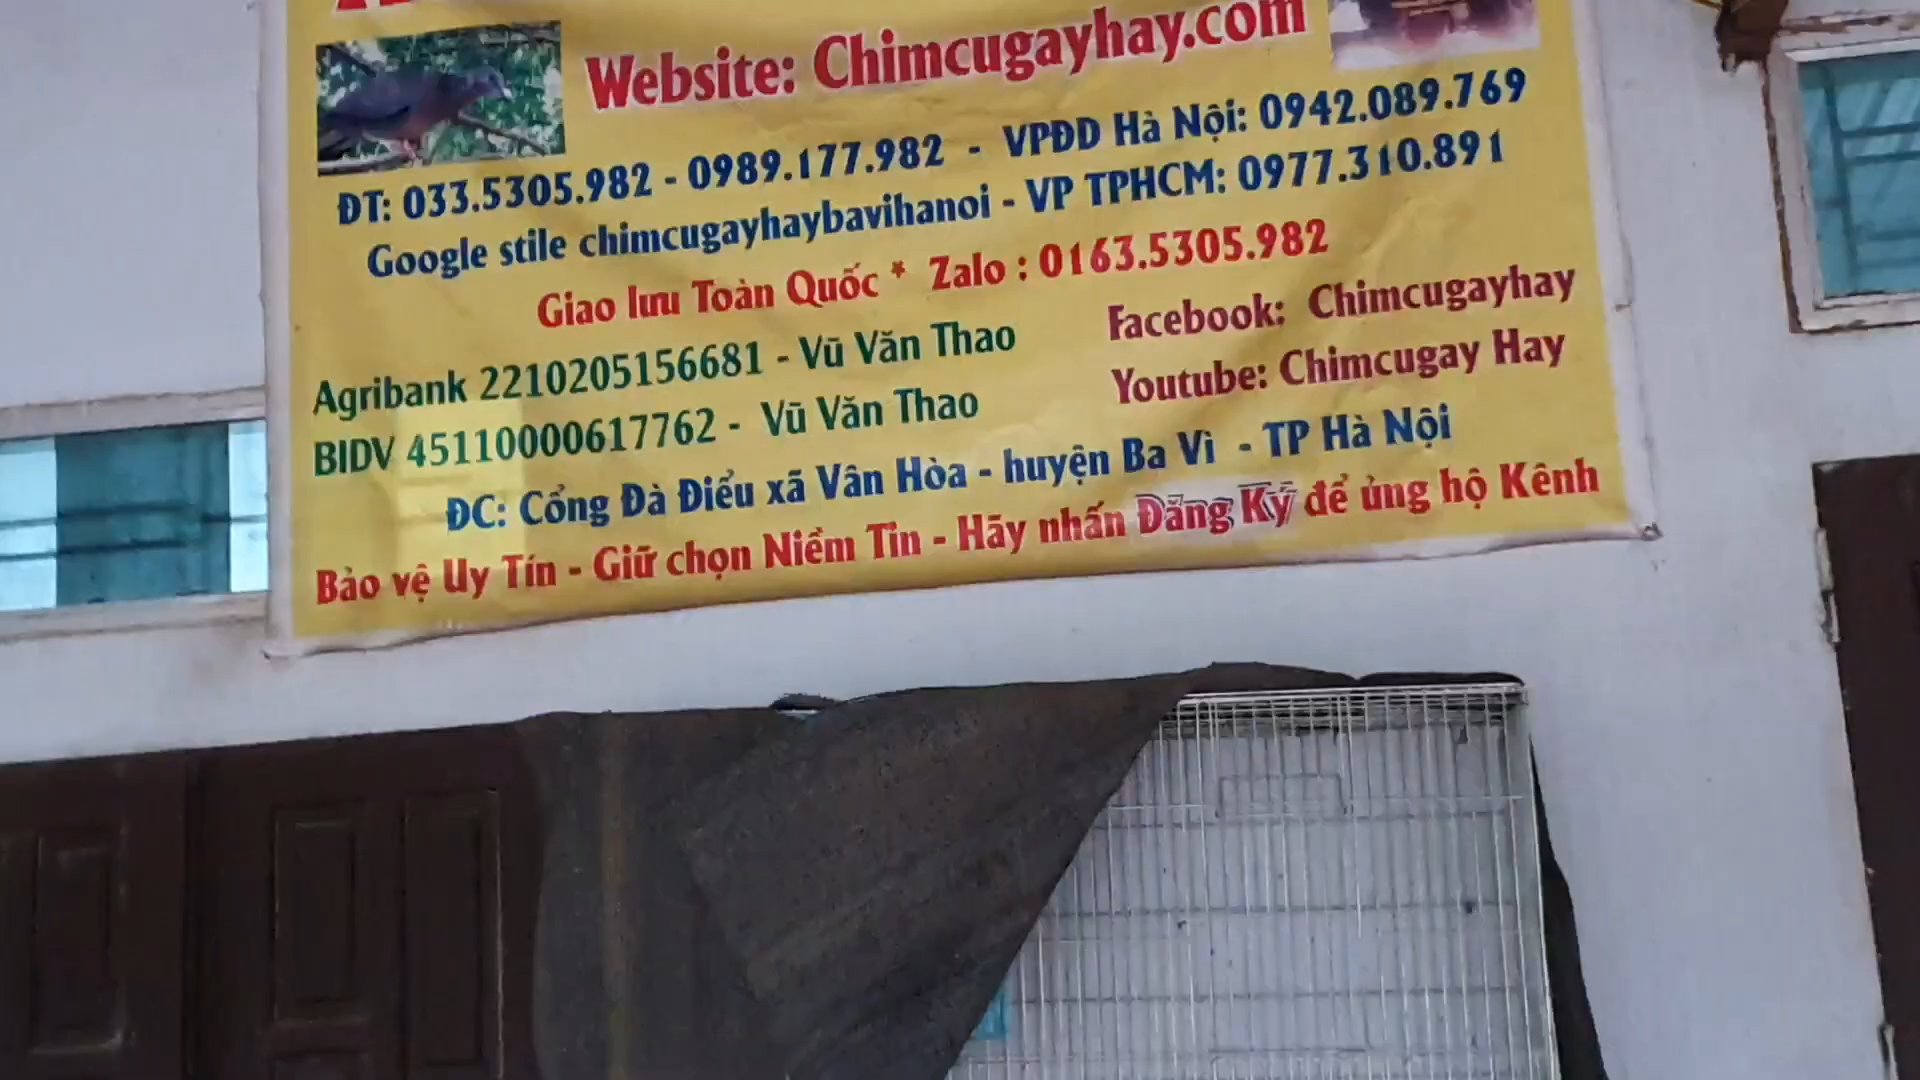 Website: Chimcugayhay.com
ĐT: 033.5305.982 - 0989.177.982 - VPĐD Hà Nội: 0942.089.769
Google stile chimcugayhaybavihanoi - VP TPHCM: 0977.310.891
Giao lưu Toàn Quốc * Zalo : 0163.5305.982
Agribank 2210205156681 - Vũ Văn Thao
Facebook: Chimcugayhay
BIDV 45110000617762 - Vũ Văn Thao
Youtube: Chimcugay Hay
ĐC: Cổng Đà Điểu xã Vân Hòa - huyện Ba Vì - TP Hà Nội
Bảo vệ Uy Tín - Giữ chọn Niềm Tin - Hãy nhấn Đăng Ký để ủng hộ Kênh